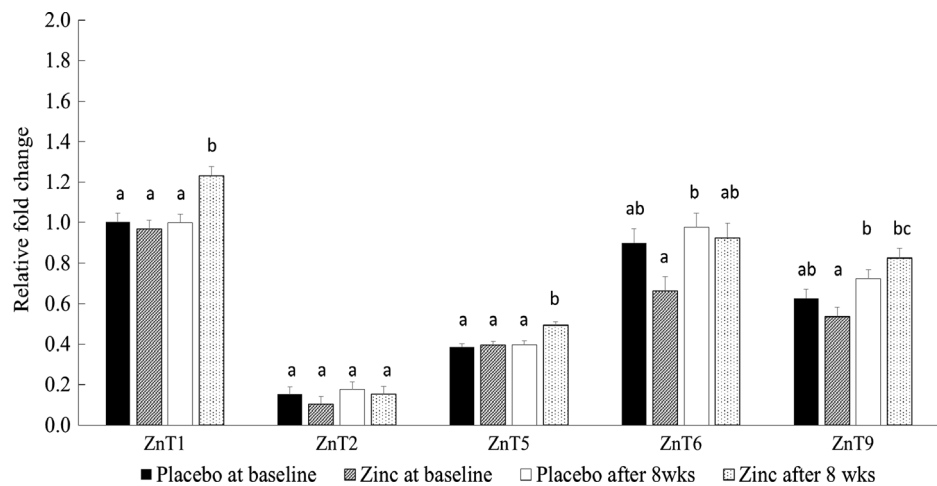 Relative fold change
2.0
1.8
1.6
1.4
1.2
1.0
0.8
0.6
0.4
0.2
0.0
a a a b
a a a a
a a a b
ab a b ab
ab a b bc
ZnT1 ZnT2 ZnT5 ZnT6 ZnT9
Placebo at baseline Zinc at baseline Placebo after 8wks Zinc after 8 wks